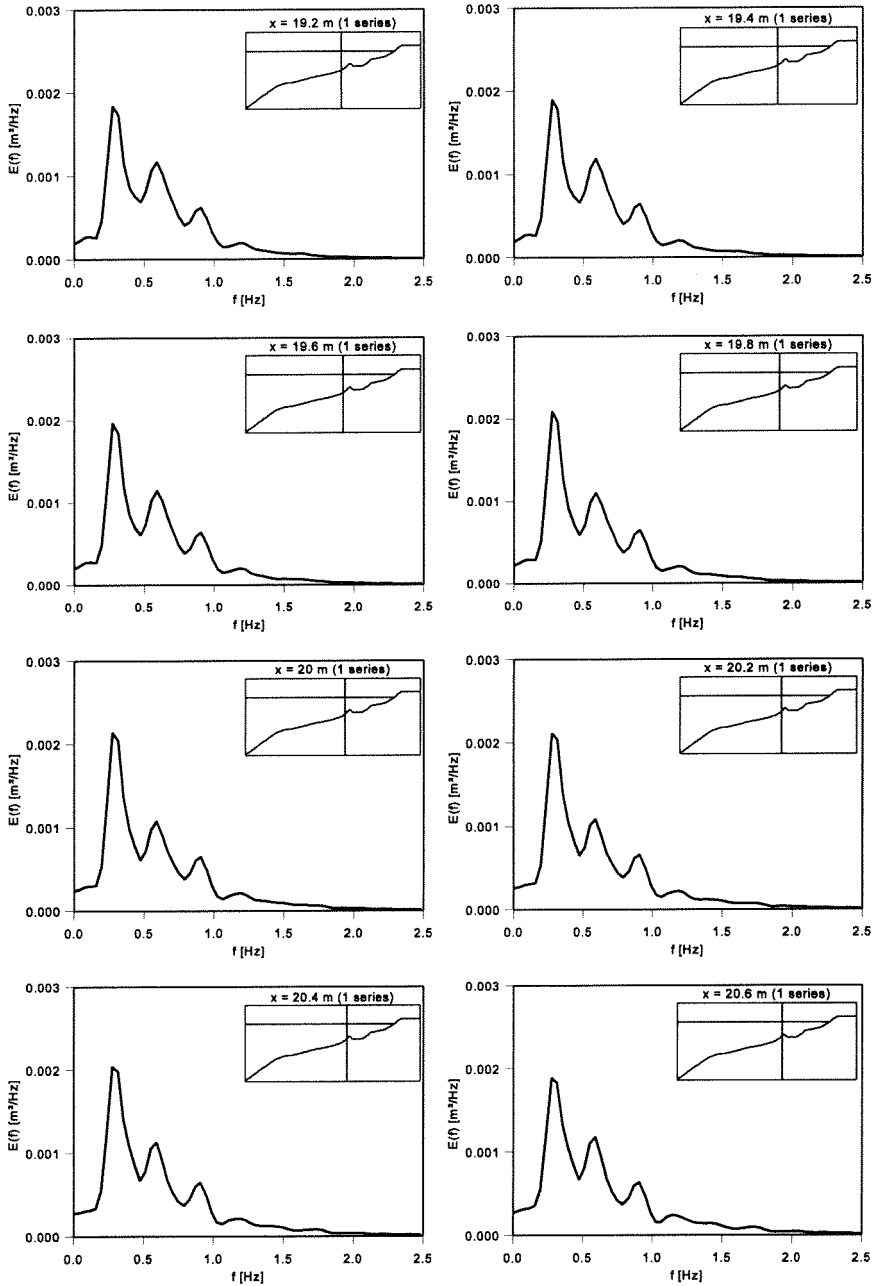 x = 19.2 m (1 series)
0.003
0.002
0.001
0.000
E(f) [m²/Hz]
0.0 0.5 1.0 1.5 2.0 2.5
f [Hz]
x = 19.4 m (1 series)
0.003
0.002
0.001
0.000
E(f) [m²/Hz]
0.0 0.5 1.0 1.5 2.0 2.5
f [Hz]
x = 19.6 m (1 series)
0.003
0.002
0.001
0.000
E(f) [m²/Hz]
0.0 0.5 1.0 1.5 2.0 2.5
f [Hz]
x = 19.8 m (1 series)
0.003
0.002
0.001
0.000
E(f) [m²/Hz]
0.0 0.5 1.0 1.5 2.0 2.5
f [Hz]
x = 20 m (1 series)
0.003
0.002
0.001
0.000
E(f) [m²/Hz]
0.0 0.5 1.0 1.5 2.0 2.5
f [Hz]
x = 20.2 m (1 series)
0.003
0.002
0.001
0.000
E(f) [m²/Hz]
0.0 0.5 1.0 1.5 2.0 2.5
f [Hz]
x = 20.4 m (1 series)
0.003
0.002
0.001
0.000
E(f) [m²/Hz]
0.0 0.5 1.0 1.5 2.0 2.5
f [Hz]
x = 20.6 m (1 series)
0.003
0.002
0.001
0.000
E(f) [m²/Hz]
0.0 0.5 1.0 1.5 2.0 2.5
f [Hz]